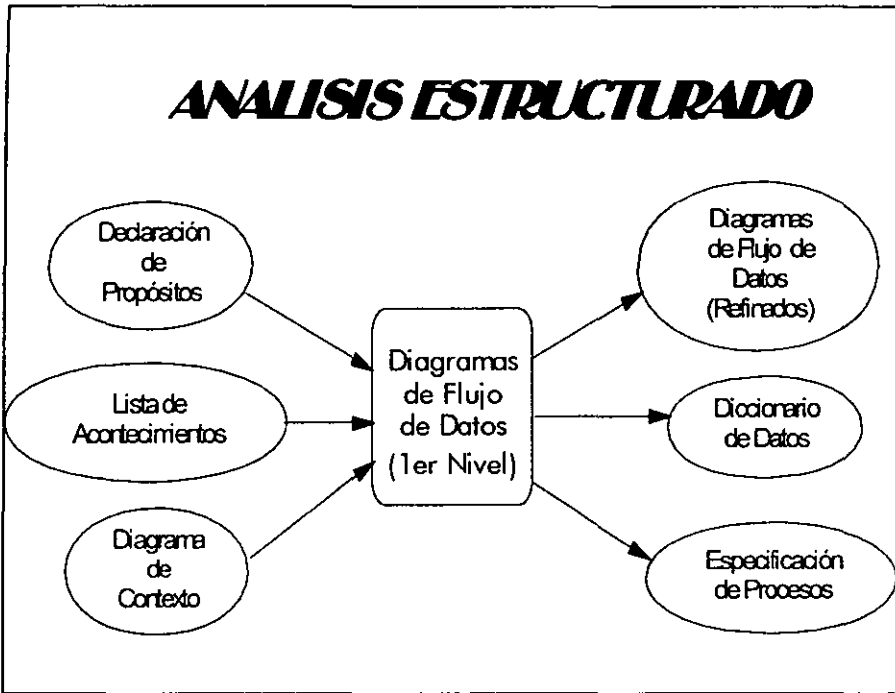 ANALISIS ESTRUCTURADO
Declaración
de
Propósitos
Lista de
Acontecimientos
Diagrama
de
Contexto
Diagramas
de Flujo
de Datos
(1er Nivel)
Diagramas
de Flujo de
Datos
(Refinados)
Diccionario
de Datos
Especificación
de Procesos